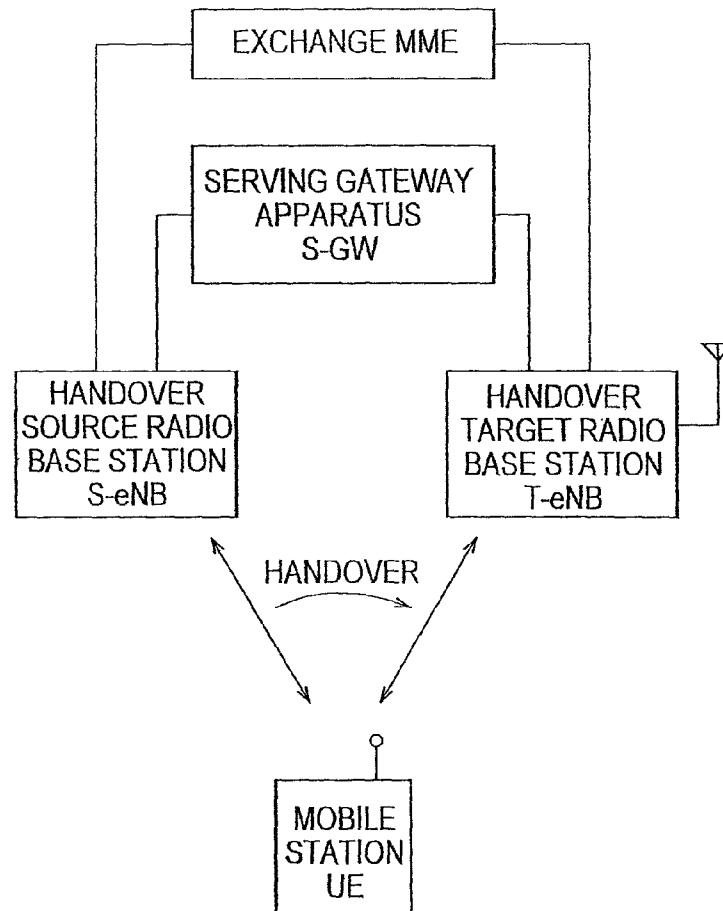 EXCHANGE MME
SERVING GATEWAY
APPARATUS
S-GW
HANDOVER
SOURCE RADIO
BASE STATION
S-eNB
HANDOVER
TARGET RADIO
BASE STATION
T-eNB
HANDOVER
MOBILE
STATION
UE